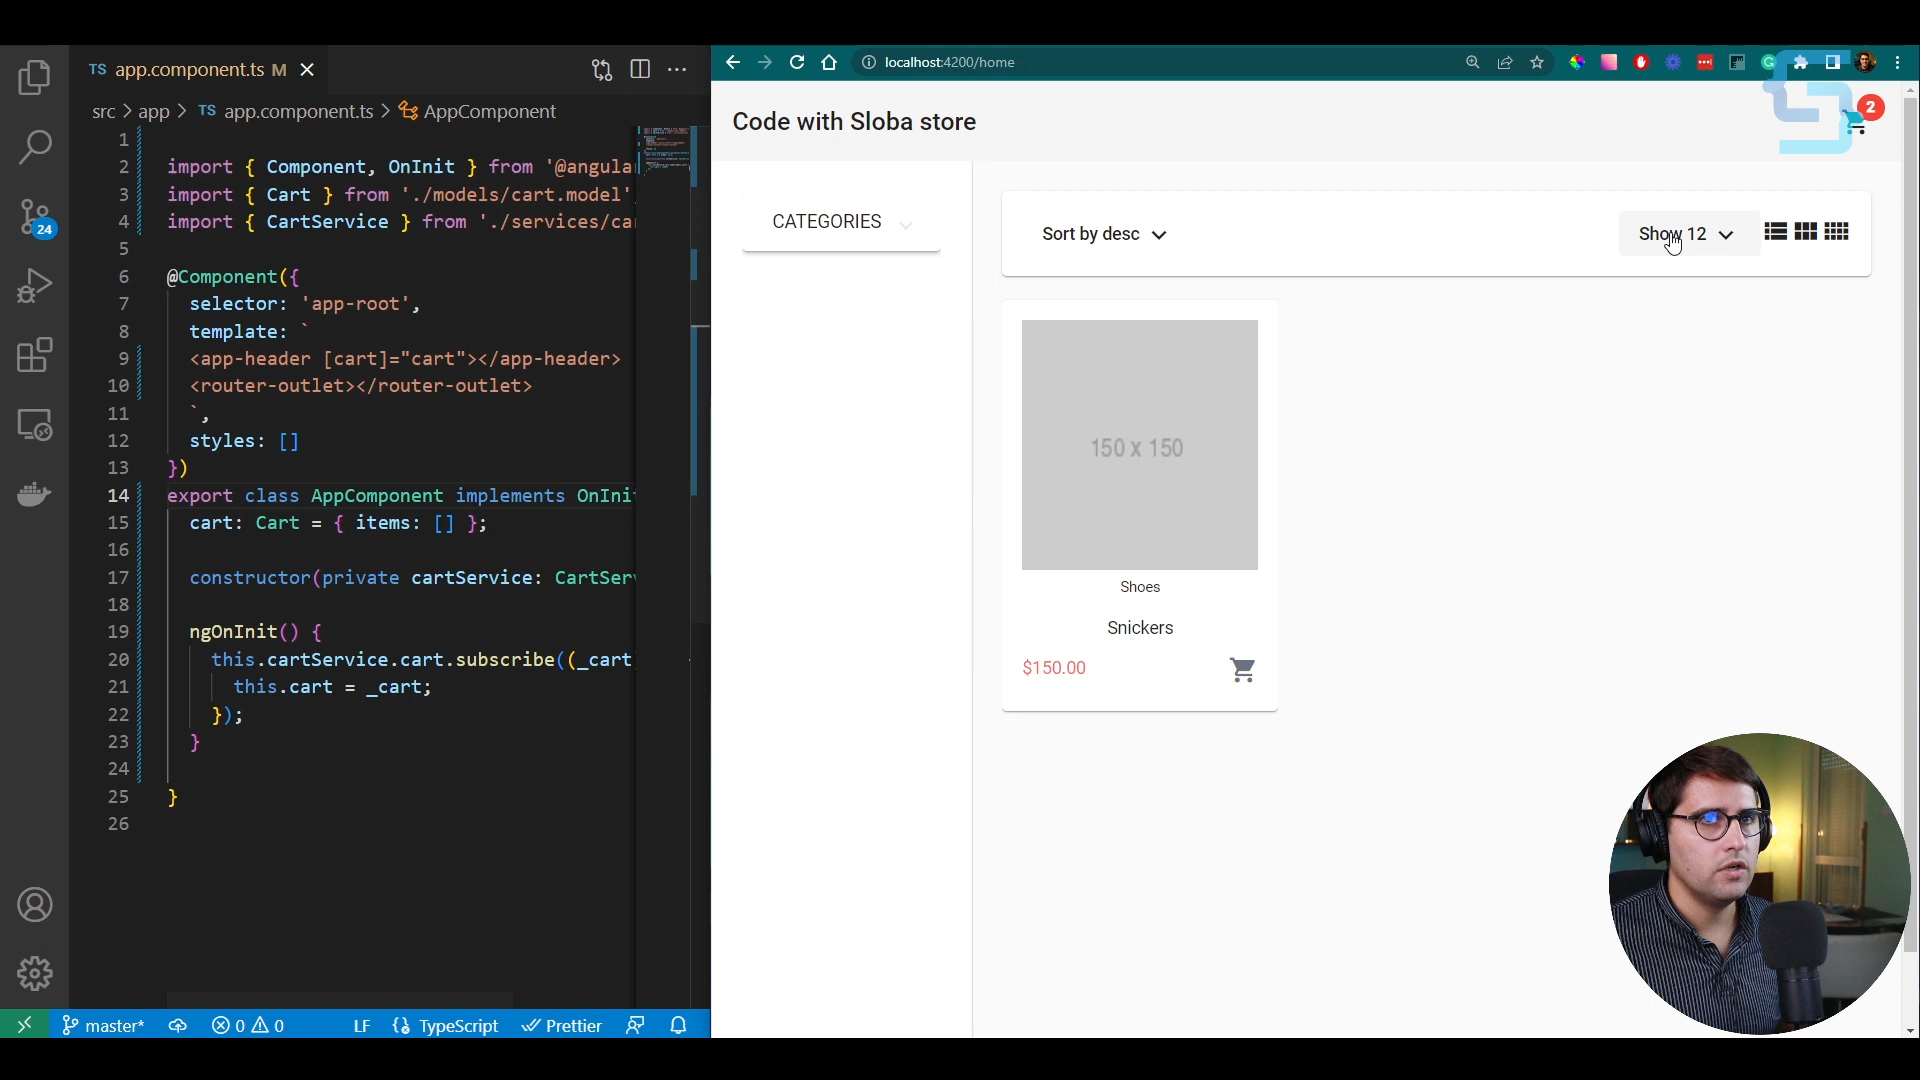 TS app.component.ts M
src > app > TS app.component.ts > AppComponent
1
2 import { Component, OnInit } from '@angula
3 import { Cart } from './models/cart.model'
4 import { CartService } from './services/ca
5
6 @Component({
7 selector: 'app-root',
8 template: `
9 <app-header [cart]="cart"></app-header>
10 <router-outlet></router-outlet>
11 `,
12 styles: []
13 })
14 export class AppComponent implements OnInit
15 cart: Cart = { items: [] };
16
17 constructor(private cartService: CartServ
18
19 ngOnInit() {
20 this.cartService.cart.subscribe((_cart
21 this.cart = _cart;
22 });
23 }
24
25 }
26
24
master*
0 0
LF
TypeScript
Prettier
localhost:4200/home
Code with Sloba store
2
CATEGORIES
Sort by desc
Show 12
150 x 150
Shoes
Snickers
$150.00